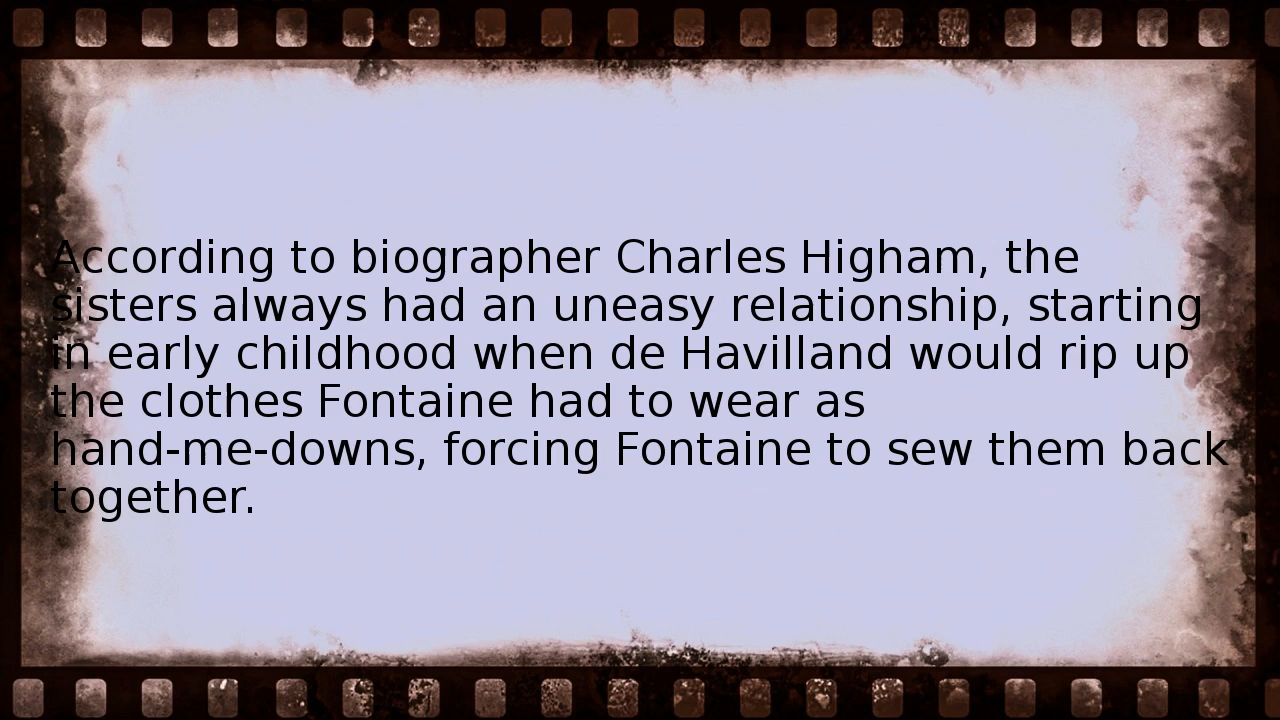 According to biographer Charles Higham, the
sisters always had an uneasy relationship, starting
in early childhood when de Havilland would rip up
the clothes Fontaine had to wear as
hand-me-downs, forcing Fontaine to sew them back
together.